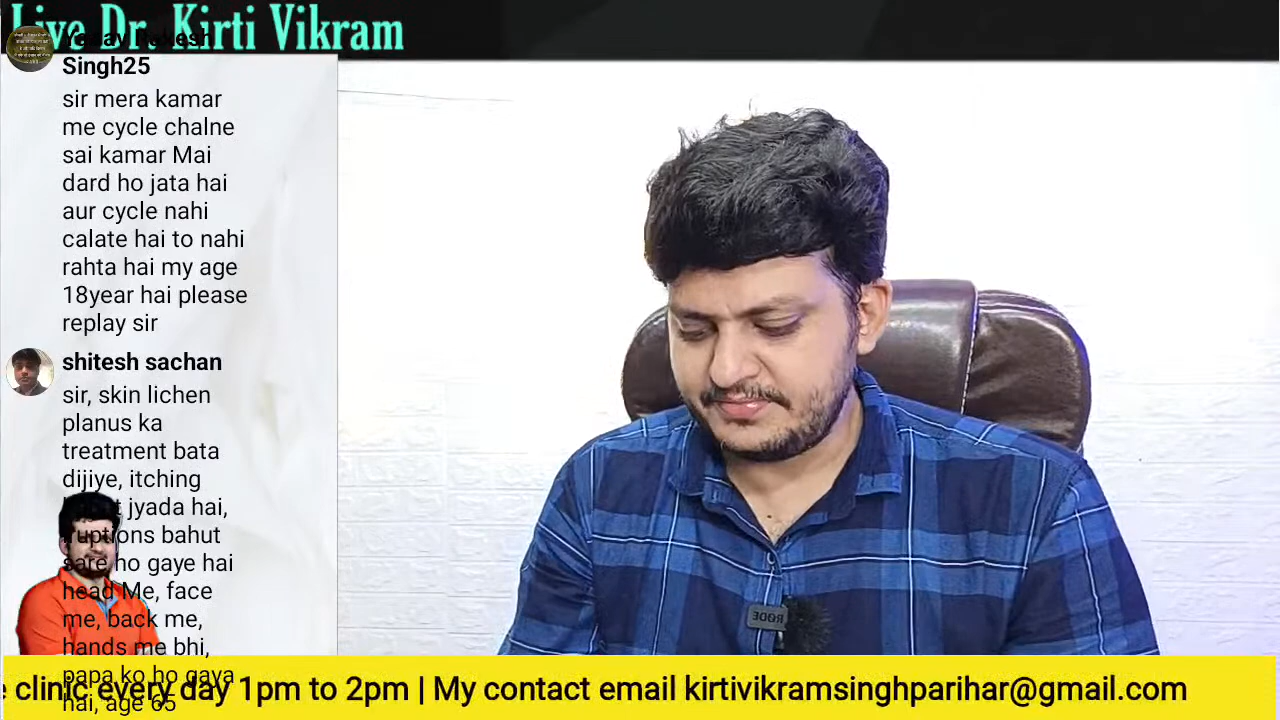 Live Dr. Kirti Vikram
Singh25
sir mera kamar
me cycle chalne
sai kamar Mai
dard ho jata hai
aur cycle nahi
calate hai to nahi
rahta hai my age
18year hai please
replay sir
shitesh sachan
sir, skin lichen
planus ka
treatment bata
dijiye, itching
jyada hai,
bahut
sare ho gaye hai
head Me, face
me, back me,
hands me bhi,
papa ko ho gaya
hai, age 65
clinic every day 1pm to 2pm | My contact email kirtivikramsinghparihar@gmail.com
RODE